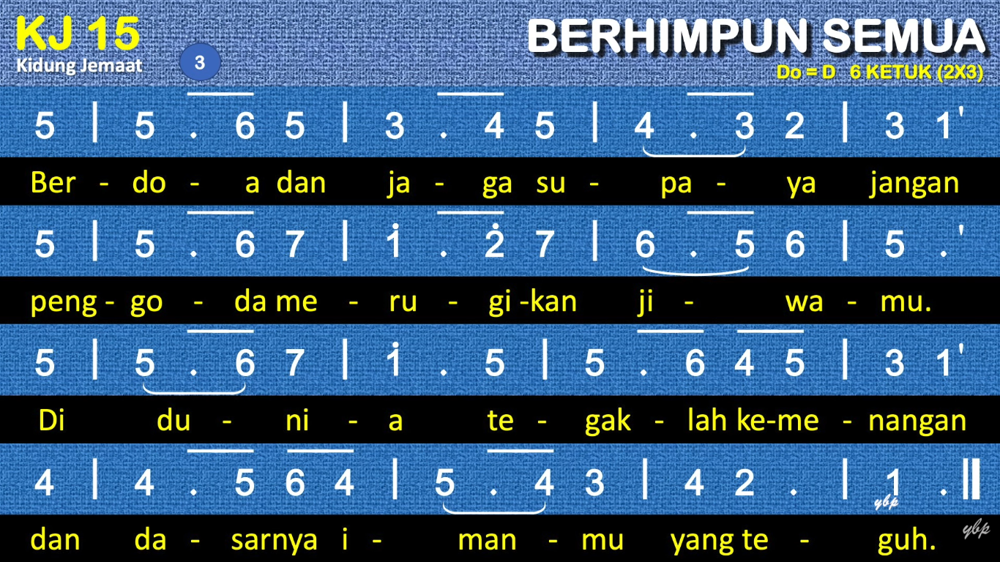 KJ 15
Kidung Jemaat
3
BERHIMPUN SEMUA
Do = D 6 KETUK (2X3)
5 | 5 . 6 5 | 3 . 4 5 | 4 . 3 2 | 3 1'
Ber - do - a dan ja - ga su - pa - ya jangan
5 | 5 . 6 7 | 1̇ . 2̇ 7 | 6 . 5 6 | 5 .'
peng - go - da me - ru - gi -kan ji - wa - mu.
5 | 5 . 6 7 | 1̇ . 5 | 5 . 6 4 5 | 3 1'
Di du - ni - a te - gak - lah ke-me - nangan
4 | 4 . 5 6 4 | 5 . 4 3 | 4 2 . | 1 . ||
ybp
dan da - sarnya i - man - mu yang te - guh.
ybp